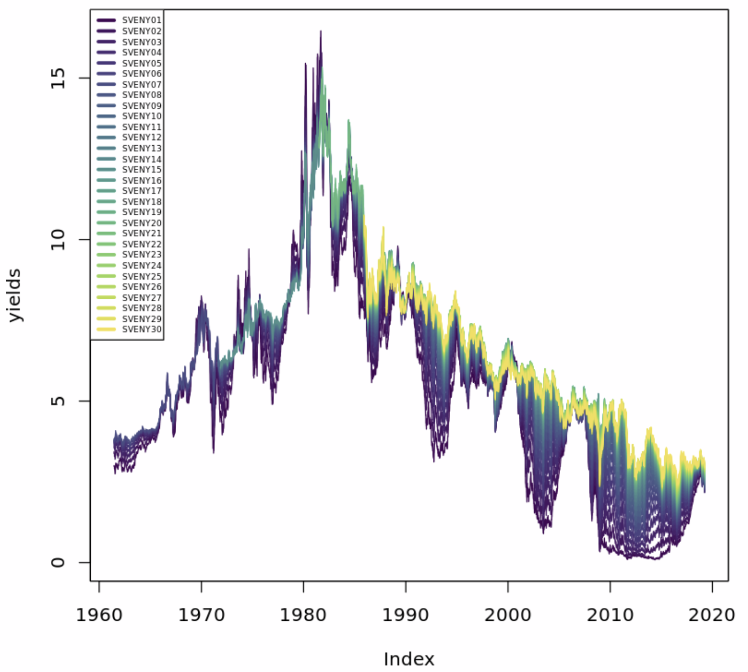 SVENY01
SVENY02
SVENY03
SVENY04
SVENY05
SVENY06
SVENY07
SVENY08
SVENY09
SVENY10
SVENY11
SVENY12
SVENY13
SVENY14
SVENY15
SVENY16
SVENY17
SVENY18
SVENY19
SVENY20
SVENY21
SVENY22
SVENY23
SVENY24
SVENY25
SVENY26
SVENY27
SVENY28
SVENY29
SVENY30
15
10
5
0
yields
1960 1970 1980 1990 2000 2010 2020
Index